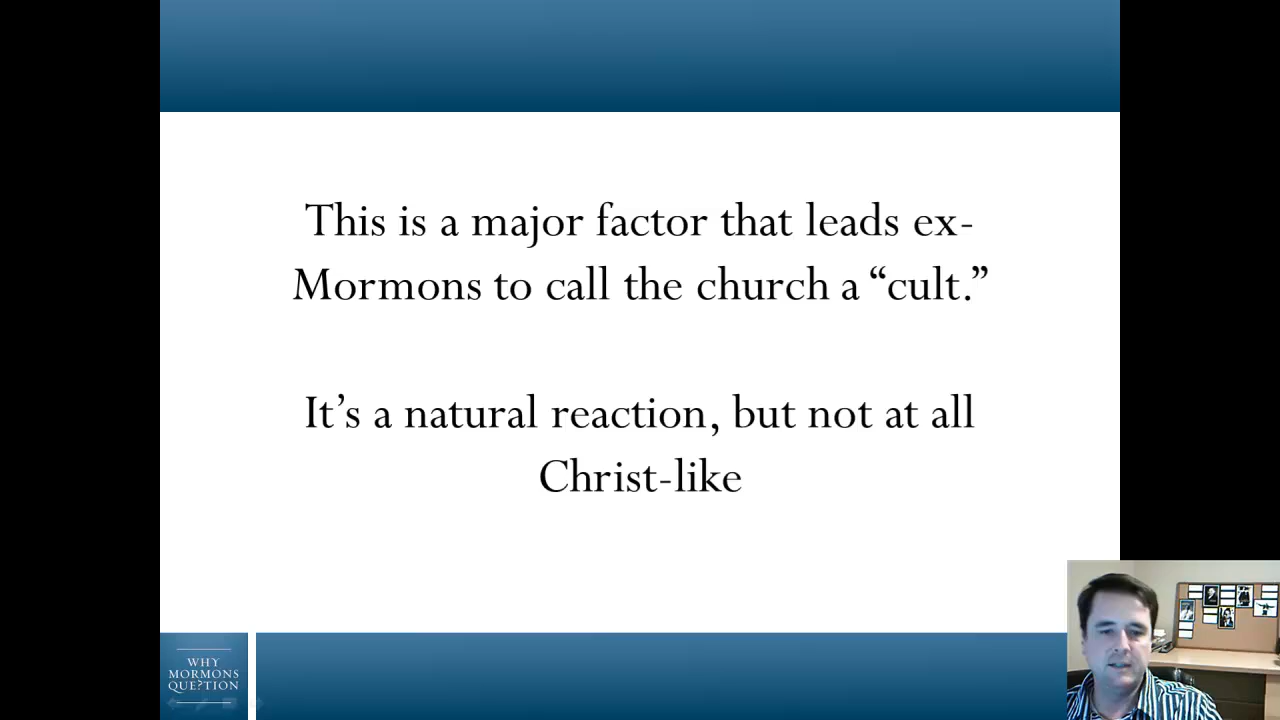 This is a major factor that leads ex-
Mormons to call the church a “cult.”
It’s a natural reaction, but not at all
Christ-like
WHY
MORMONS
QUE?TION